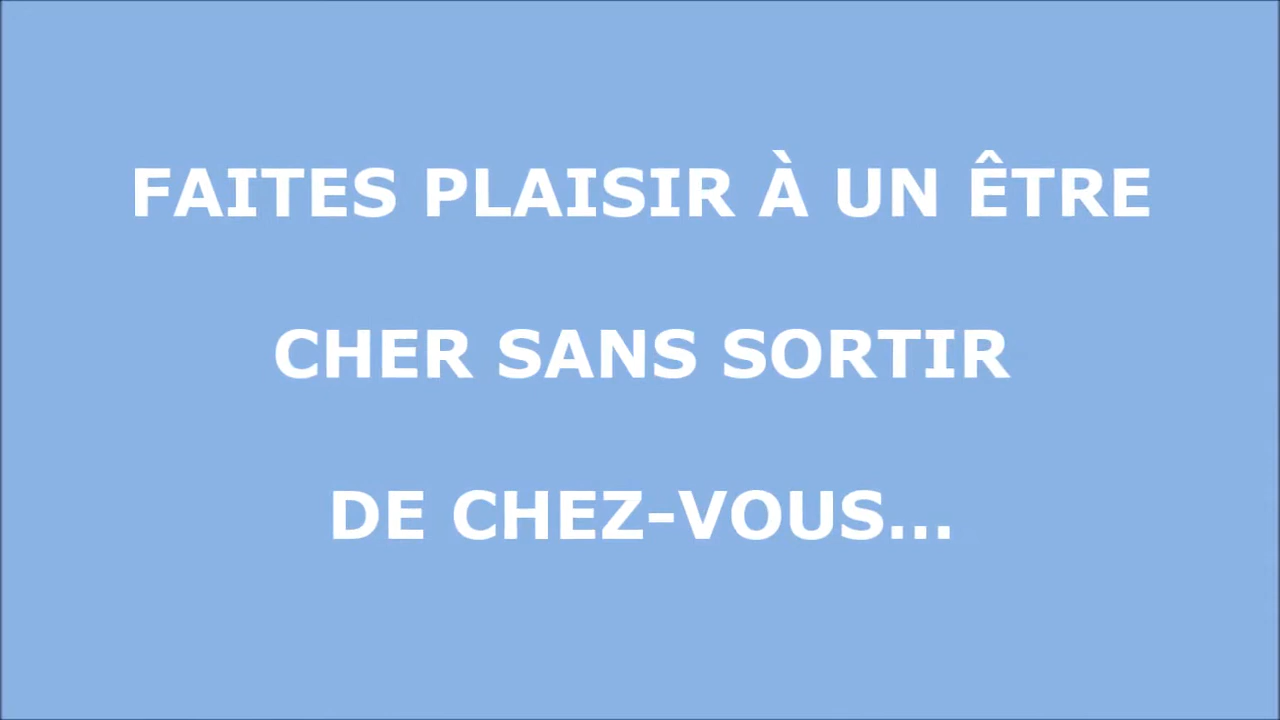 FAITES PLAISIR À UN ÊTRE
CHER SANS SORTIR
DE CHEZ-VOUS...